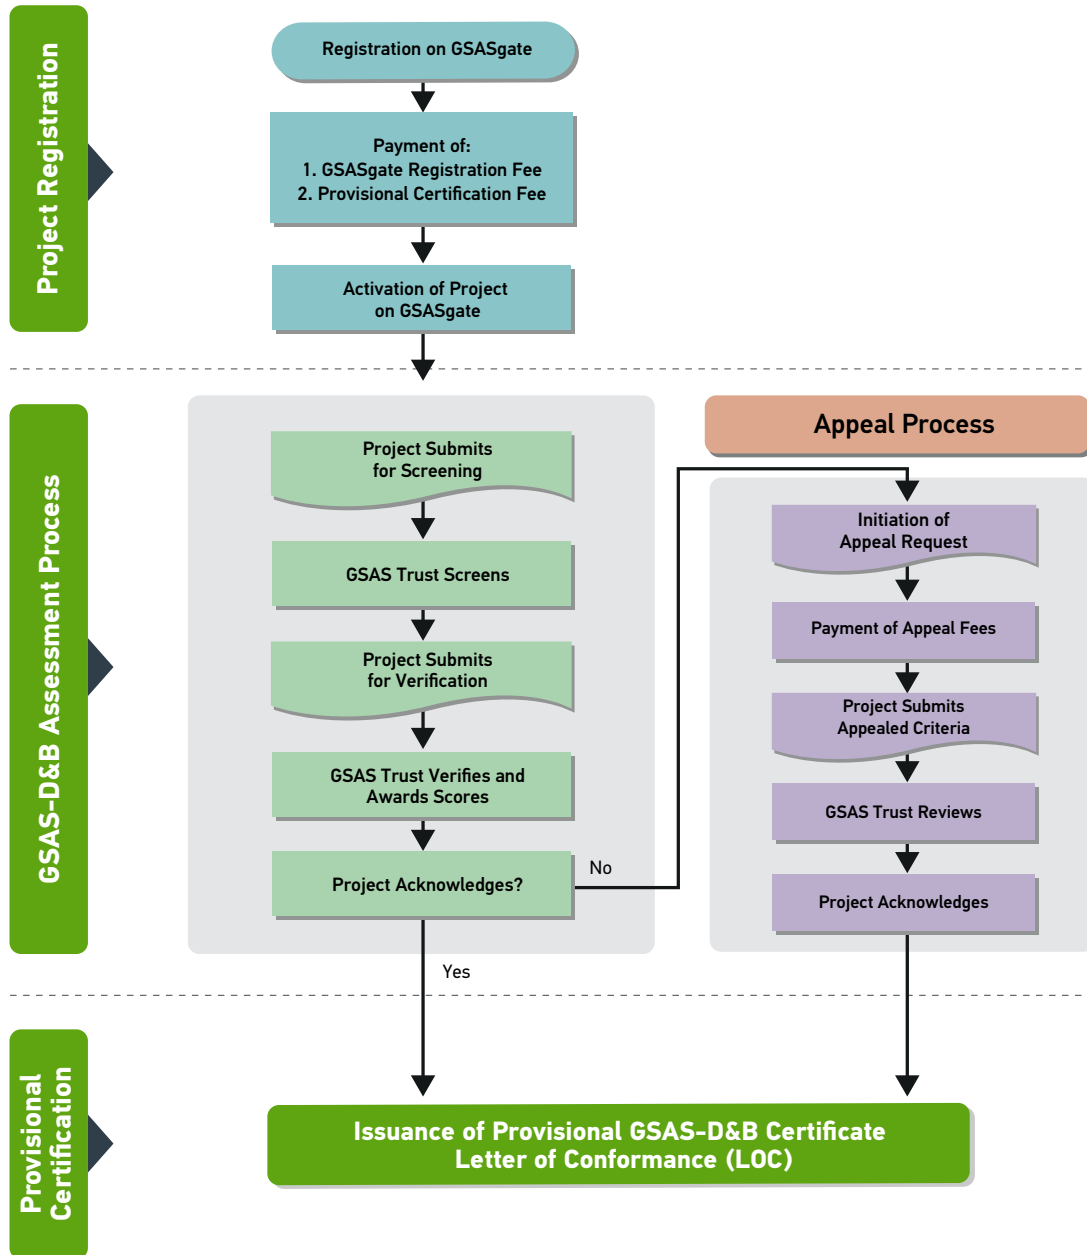 Project Registration
Registration on GSASgate
Payment of:
1. GSASgate Registration Fee
2. Provisional Certification Fee
Activation of Project
on GSASgate
GSAS-D&B Assessment Process
Project Submits
for Screening
GSAS Trust Screens
Project Submits
for Verification
GSAS Trust Verifies and
Awards Scores
Project Acknowledges?
No
Yes
Appeal Process
Initiation of
Appeal Request
Payment of Appeal Fees
Project Submits
Appealed Criteria
GSAS Trust Reviews
Project Acknowledges
Provisional
Certification
Issuance of Provisional GSAS-D&B Certificate
Letter of Conformance (LOC)